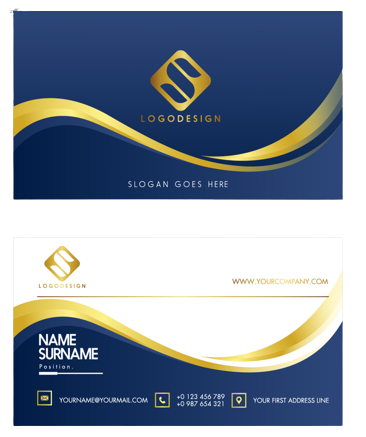 LOGODESIGN
SLOGAN GOES HERE
LOGODESIGN
WWW.YOURCOMPANY.COM
NAME
SURNAME
Position.
YOURNAME@YOURMAIL.COM
+0 123 456 789
+0 987 654 321
YOUR FIRST ADDRESS LINE